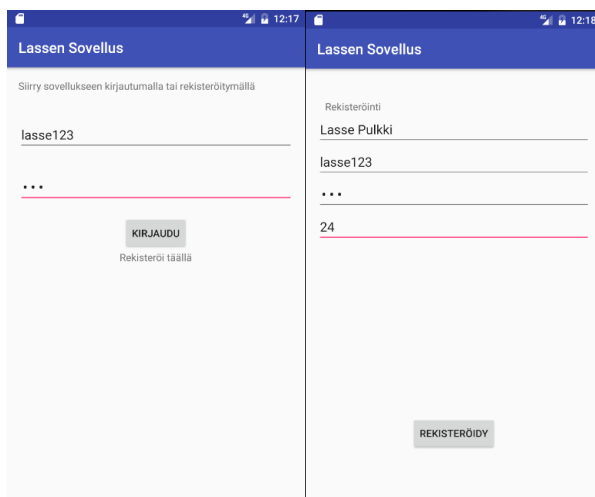 12:17
Lassen Sovellus
Siirry sovellukseen kirjautumalla tai rekisteröitymällä
lasse123
•••
KIRJAUDU
Rekisteröi täällä
12:18
Lassen Sovellus
Rekisteröinti
Lasse Pulkki
lasse123
•••
24
REKISTERÖIDY